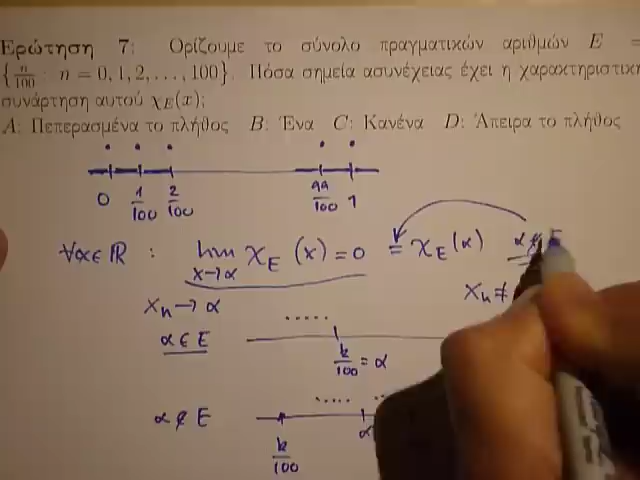 Ερώτηση 7: Ορίζουμε το σύνολο πραγματικών αριθμών E =
{n/100 : n = 0, 1, 2, ..., 100}. Πόσα σημεία ασυνέχειας έχει η χαρακτηριστική
συνάρτηση αυτού χ_E(x);
A: Πεπερασμένα το πλήθος B: Ένα C: Κανένα D: Άπειρα το πλήθος
0 1/100 2/100 99/100 1
∀α∈ℝ : lim_{x→α} χ_E(x) = 0 = χ_E(α)
x_n → α x_n ≠
α ∈ E
k/100 = α
α ∉ E
k/100